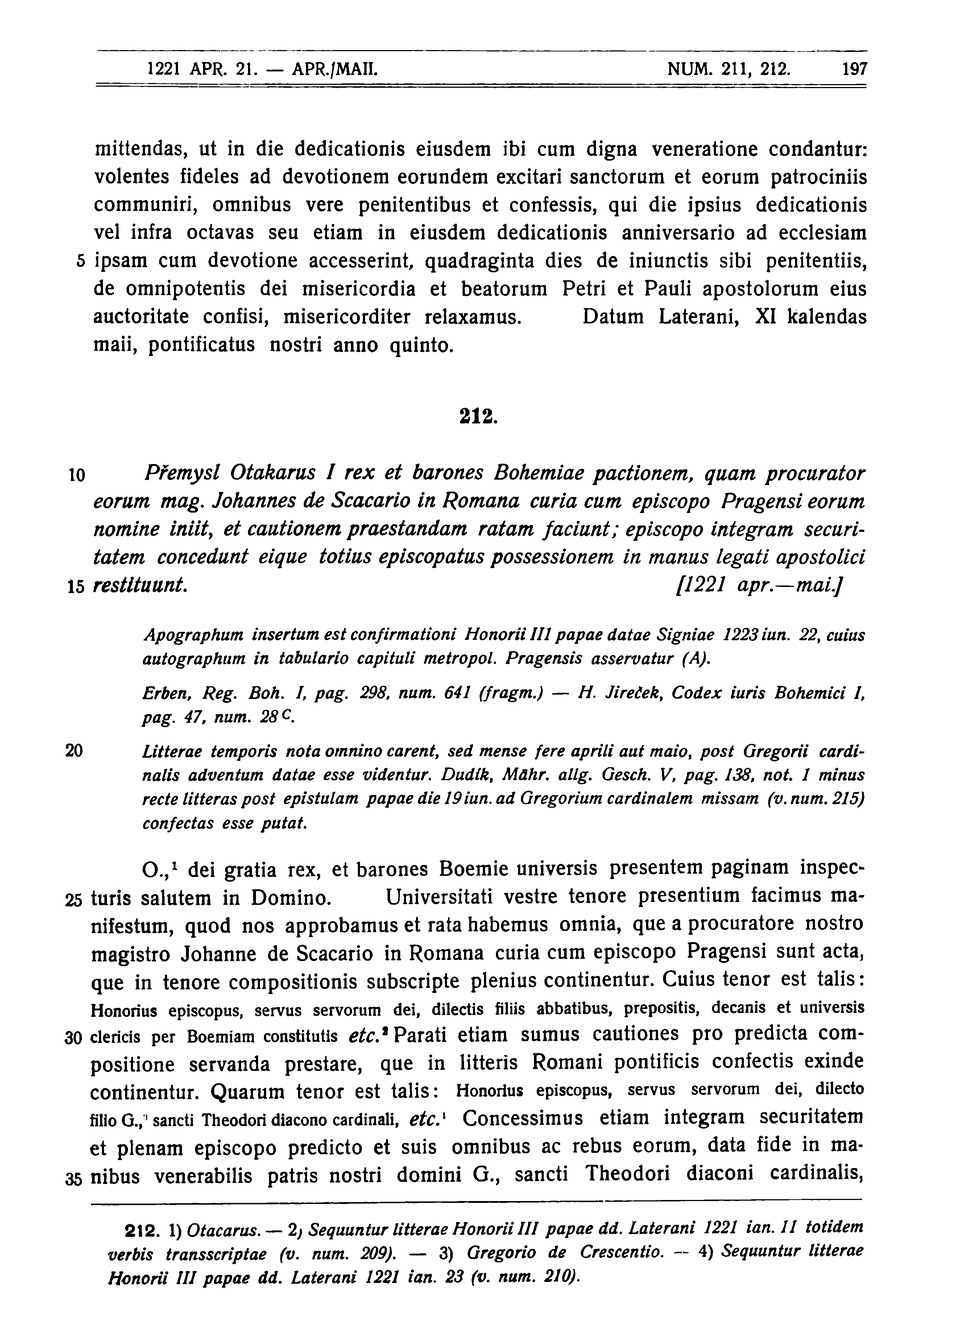 1221 APR. 21. — APR./MAII. NUM. 211, 212. 197
mittendas, ut in die dedicationis eiusdem ibi cum digna veneratione condantur:
volentes fideles ad devotionem eorundem excitari sanctorum et eorum patrociniis
communiri, omnibus vere penitentibus et confessis, qui die ipsius dedicationis
vel infra octavas seu etiam in eiusdem dedicationis anniversario ad ecclesiam
5 ipsam cum devotione accesserint, quadraginta dies de iniunctis sibi penitentiis,
de omnipotentis dei misericordia et beatorum Petri et Pauli apostolorum eius
auctoritate confisi, misericorditer relaxamus. Datum Laterani, XI kalendas
maii, pontificatus nostri anno quinto.
212.
10 Přemysl Otakarus I rex et barones Bohemiae pactionem, quam procurator
eorum mag. Johannes de Scacario in Romana curia cum episcopo Pragensi eorum
nomine iniit, et cautionem praestandam ratam faciunt; episcopo integram securi-
tatem concedunt eique totius episcopatus possessionem in manus legati apostolici
15 restituunt. [1221 apr.—mai.]
Apographum insertum est confirmationi Honorii III papae datae Signiae 1223 iun. 22, cuius
autographum in tabulario capituli metropol. Pragensis asservatur (A).
Erben, Reg. Boh. I, pag. 298, num. 641 (fragm.) — H. Jireček, Codex iuris Bohemici I,
pag. 47, num. 28 C.
20 Litterae temporis nota omnino carent, sed mense fere aprili aut maio, post Gregorii cardi-
nalis adventum datae esse videntur. Dudík, Mähr. allg. Gesch. V, pag. 138, not. 1 minus
recte litteras post epistulam papae die 19 iun. ad Gregorium cardinalem missam (v. num. 215)
confectas esse putat.
O.,¹ dei gratia rex, et barones Boemie universis presentem paginam inspec-
25 turis salutem in Domino. Universitati vestre tenore presentium facimus ma-
nifestum, quod nos approbamus et rata habemus omnia, que a procuratore nostro
magistro Johanne de Scacario in Romana curia cum episcopo Pragensi sunt acta,
que in tenore compositionis subscripte plenius continentur. Cuius tenor est talis:
Honorius episcopus, servus servorum dei, dilectis filiis abbatibus, prepositis, decanis et universis
30 clericis per Boemiam constitutis etc.² Parati etiam sumus cautiones pro predicta com-
positione servanda prestare, que in litteris Romani pontificis confectis exinde
continentur. Quarum tenor est talis: Honorius episcopus, servus servorum dei, dilecto
filio G.,³ sancti Theodori diacono cardinali, etc.⁴ Concessimus etiam integram securitatem
et plenam episcopo predicto et suis omnibus ac rebus eorum, data fide in ma-
35 nibus venerabilis patris nostri domini G., sancti Theodori diaconi cardinalis,
212. 1) Otacarus. — 2) Sequuntur litterae Honorii III papae dd. Laterani 1221 ian. 11 totidem
verbis transscriptae (v. num. 209). — 3) Gregorio de Crescentio. — 4) Sequuntur litterae
Honorii III papae dd. Laterani 1221 ian. 23 (v. num. 210).